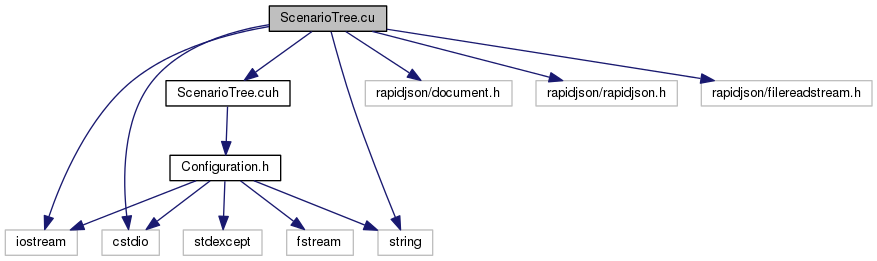 ScenarioTree.cu
ScenarioTree.cuh
rapidjson/document.h
rapidjson/rapidjson.h
rapidjson/filereadstream.h
Configuration.h
iostream
cstdio
stdexcept
fstream
string